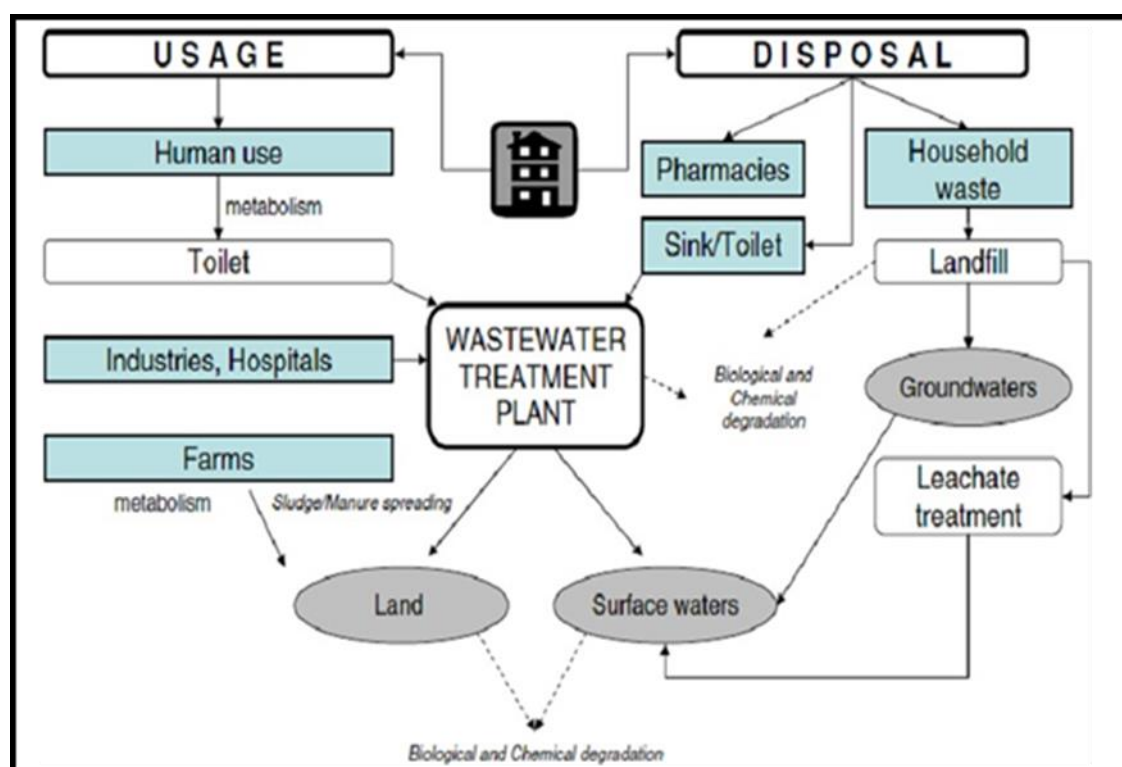 USAGE
DISPOSAL
Human use
metabolism
Toilet
Industries, Hospitals
Farms
metabolism
Sludge/Manure spreading
Pharmacies
Household
waste
Sink/Toilet
Landfill
WASTEWATER
TREATMENT
PLANT
Biological and
Chemical
degradation
Groundwaters
Leachate
treatment
Land
Surface waters
Biological and Chemical degradation